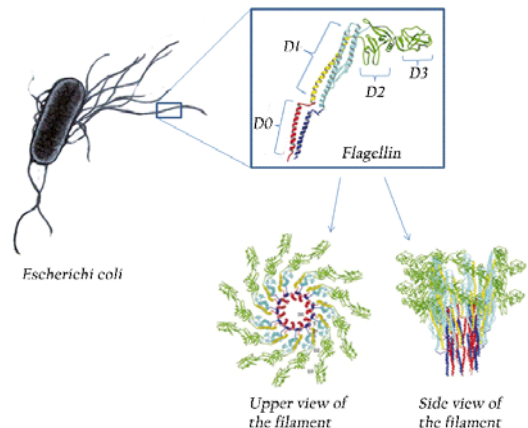 D1
D2
D3
D0
Flagellin
Escherichi coli
Upper view of
the filament
Side view of
the filament